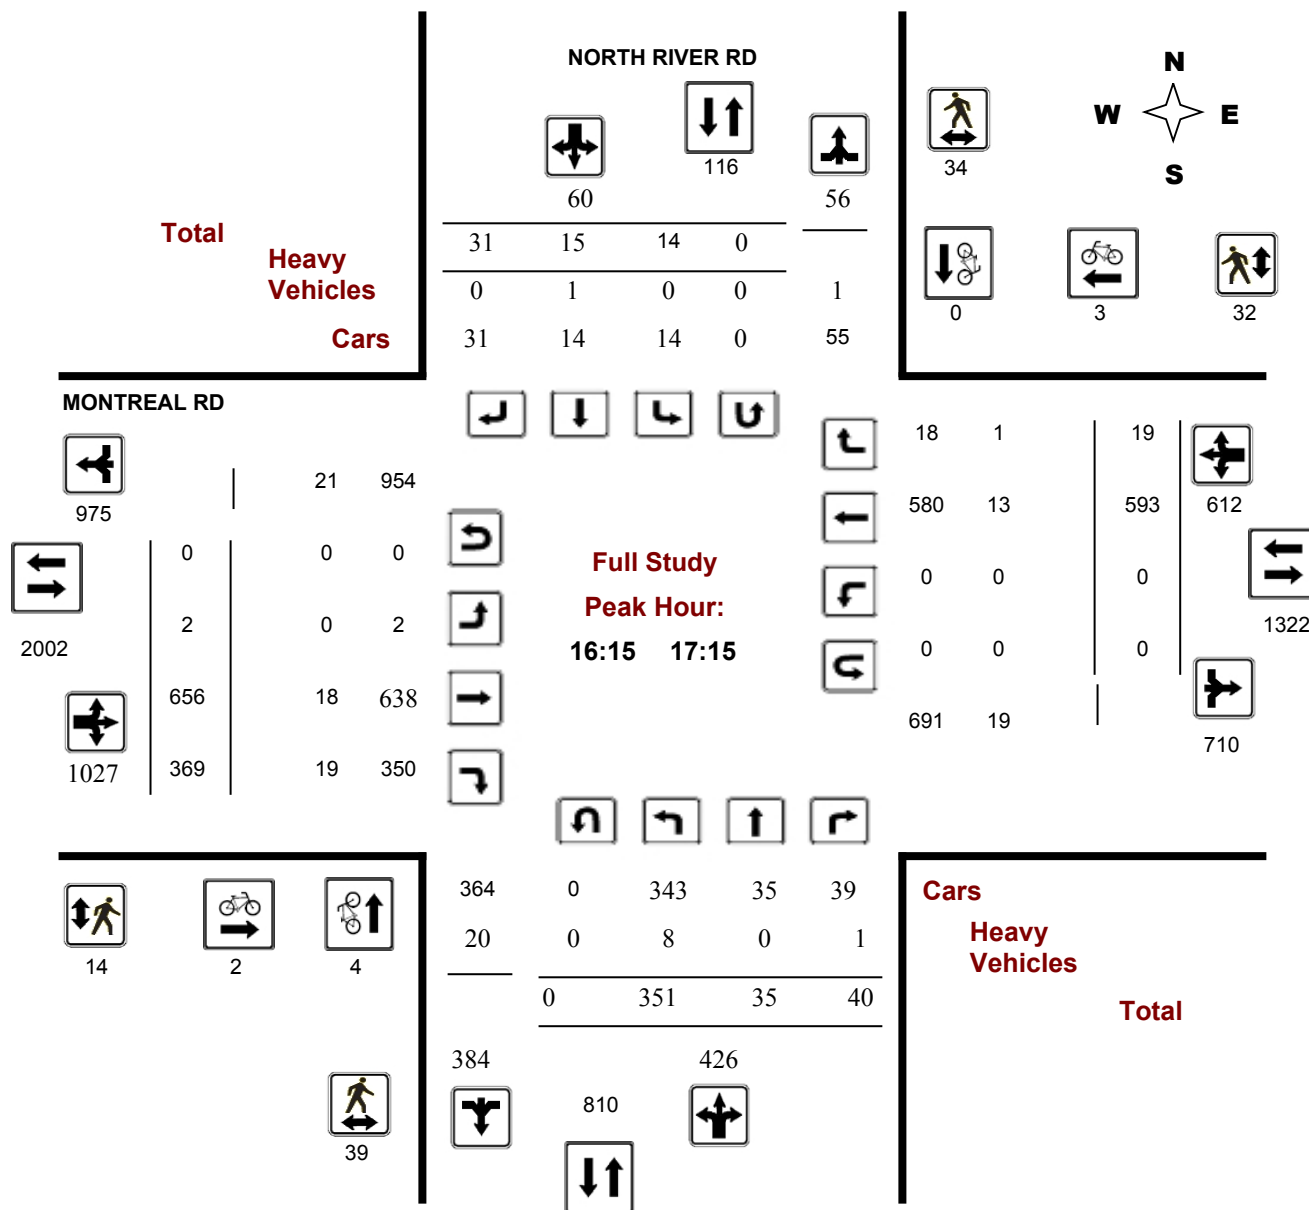 NORTH RIVER RD
N
W E
S
116
34
60 56
Total 31 15 14 0
Heavy
Vehicles 0 1 0 0 1
0 3 32
Cars 31 14 14 0 55
MONTREAL RD
18 1 19
21 954
975
580 13 593 612
0 0 0
Full Study
0 0 0
Peak Hour:
2 0 2
1322
2002
16:15 17:15
0 0 0
656 18 638
691 19
710
1027 369 19 350
364 0 343 35 39 Cars
20 0 8 0 1 Heavy
Vehicles
14 2 4
0 351 35 40 Total
384 426
810
39